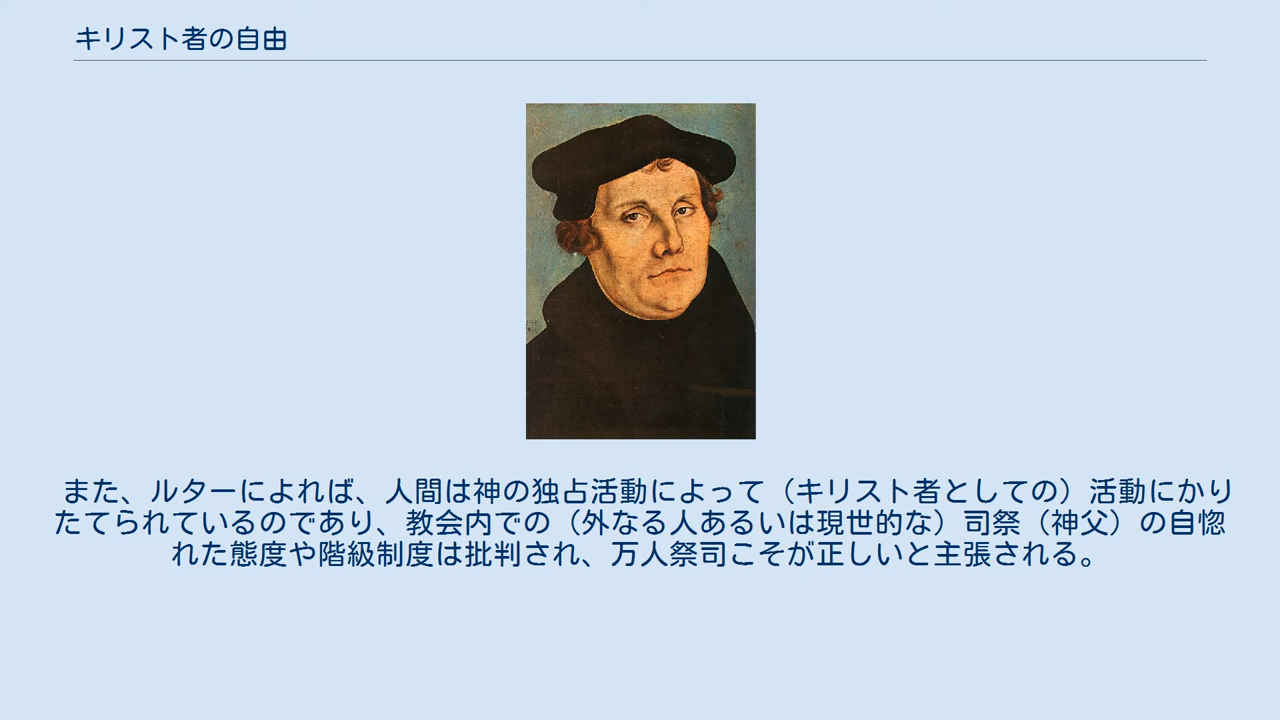 キリスト者の自由
また、ルターによれば、人間は神の独占活動によって（キリスト者としての）活動にかり
たてられているのであり、教会内での（外なる人あるいは現世的な）司祭（神父）の自惚
れた態度や階級制度は批判され、万人祭司こそが正しいと主張される。